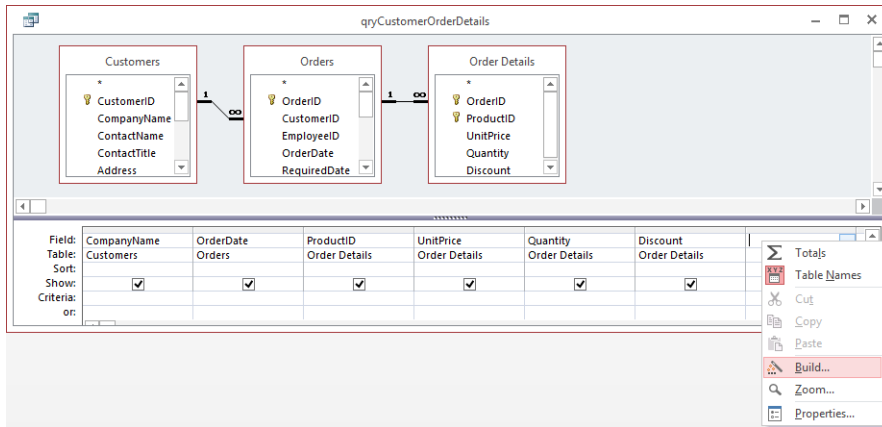 qryCustomerOrderDetails
Customers
*
CustomerID
CompanyName
ContactName
ContactTitle
Address
1
∞
Orders
*
OrderID
CustomerID
EmployeeID
OrderDate
RequiredDate
1
∞
Order Details
*
OrderID
ProductID
UnitPrice
Quantity
Discount
Field: CompanyName OrderDate ProductID UnitPrice Quantity Discount
Table: Customers Orders Order Details Order Details Order Details Order Details
Sort:
Show:
Criteria:
or:
Σ Totals
XYZ Table Names
Cut
Copy
Paste
Build...
Zoom...
Properties...